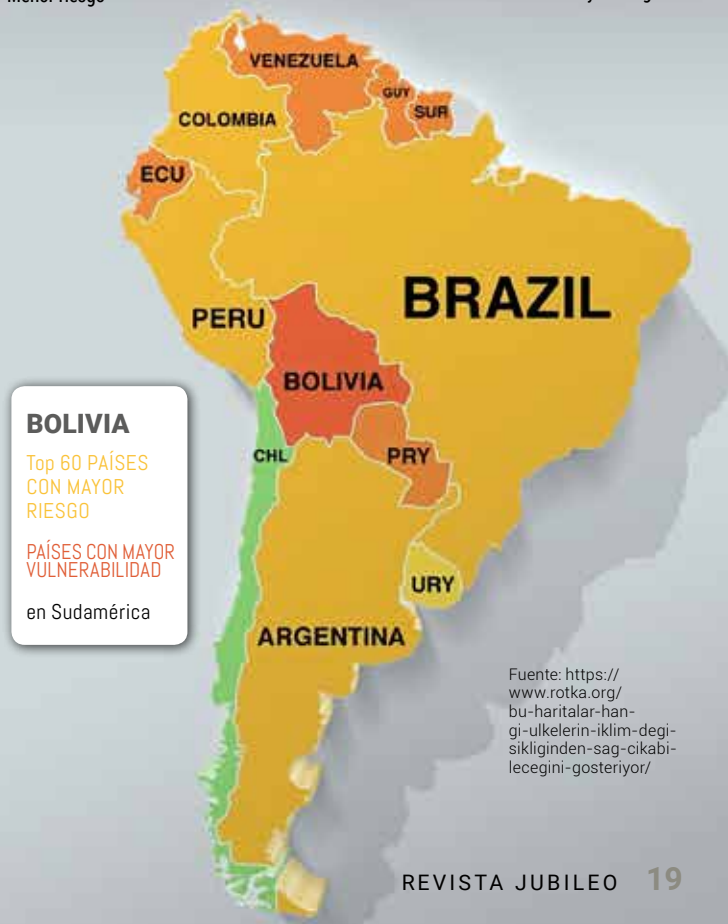 VENEZUELA
GUY
SUR
COLOMBIA
ECU
BRAZIL
PERU
BOLIVIA
CHL
PRY
URY
ARGENTINA
BOLIVIA
Top 60 PAÍSES
CON MAYOR
RIESGO
PAÍSES CON MAYOR
VULNERABILIDAD
en Sudamérica
Fuente: https://
www.rotka.org/
bu-haritalar-han-
gi-ulkelerin-iklim-degi-
sikliginden-sag-cikabi-
lecegini-gosteriyor/
REVISTA JUBILEO 19